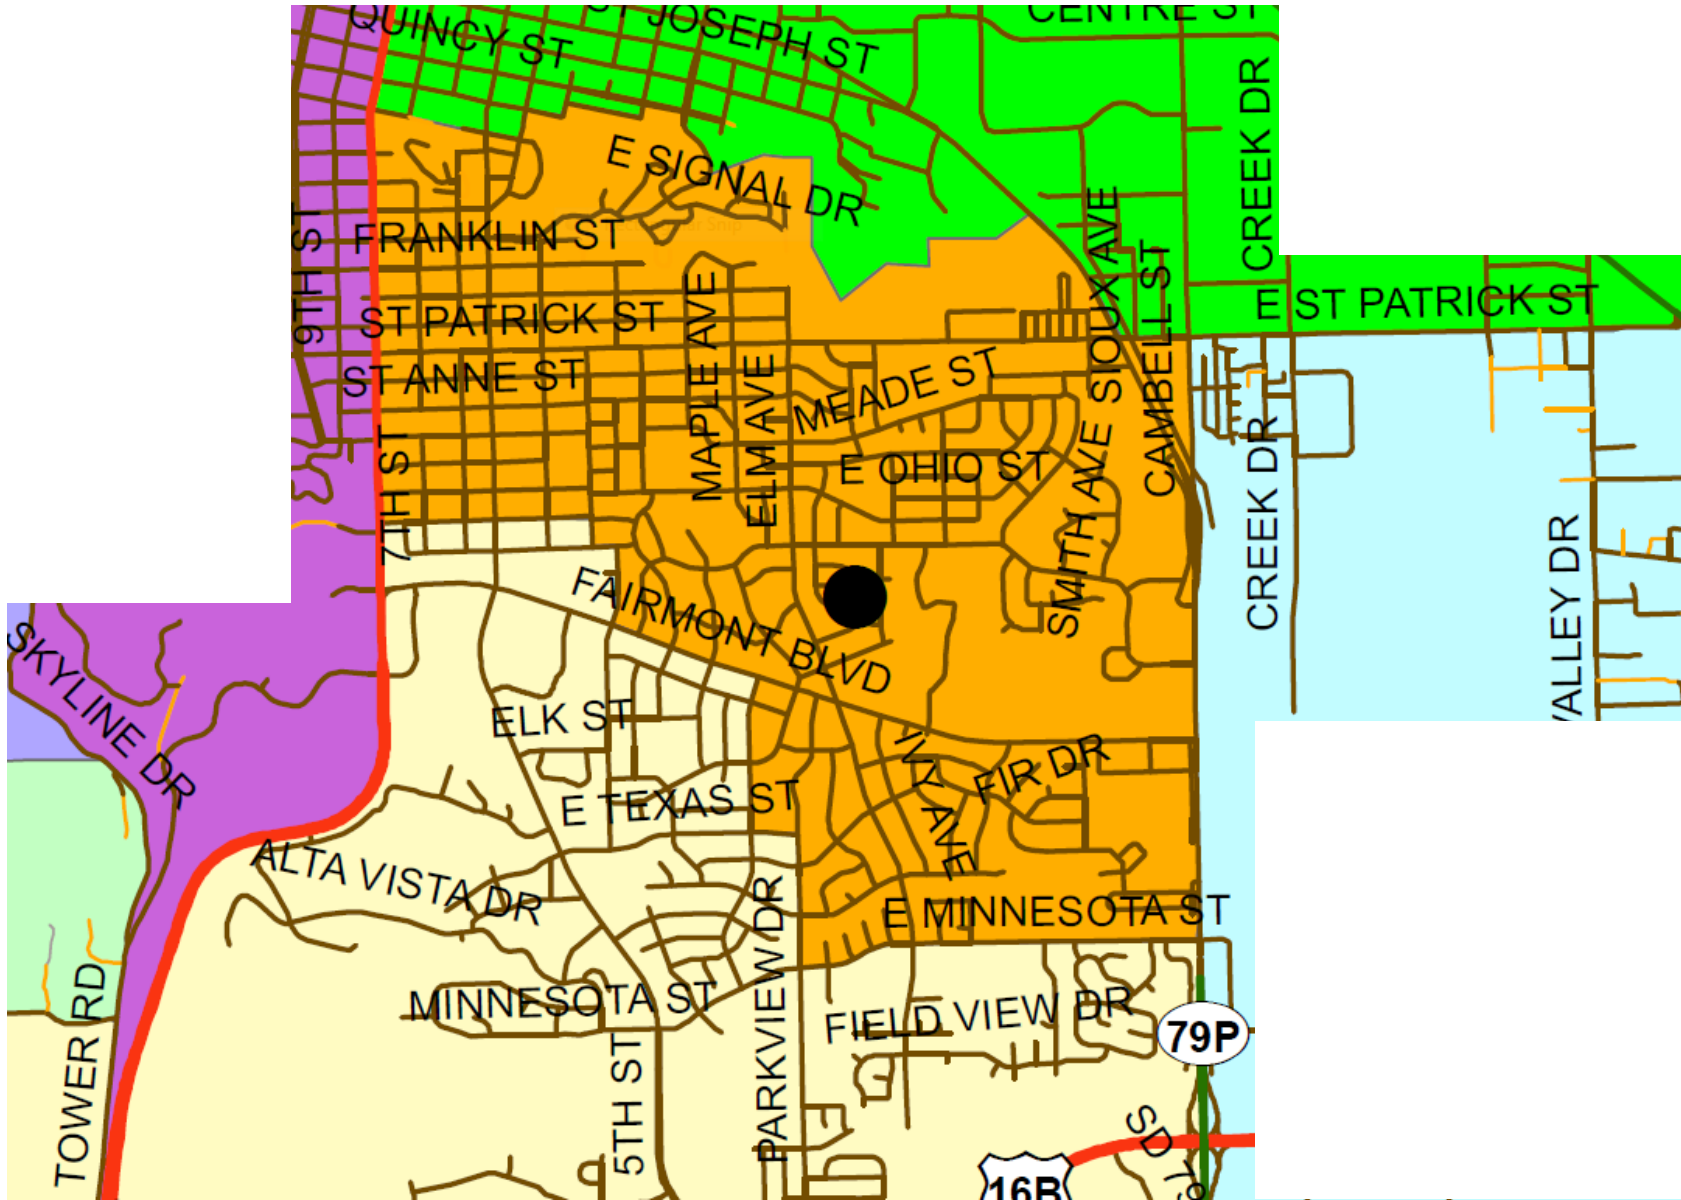 QUINCY ST
ST JOSEPH ST
CENTRE ST
CREEK DR
E SIGNAL DR
9TH ST
FRANKLIN ST
SIOUX AVE
CAMBELL ST
E ST PATRICK ST
ST PATRICK ST
MAPLE AVE
ST ANNE ST
ELM AVE
MEADE ST
7TH ST
E OHIO ST
SMITH AVE
CREEK DR
VALLEY DR
FAIRMONT BLVD
SKYLINE DR
ELK ST
IVY AVE
FIR DR
E TEXAS ST
ALTA VISTA DR
PARKVIEW DR
E MINNESOTA ST
TOWER RD
MINNESOTA ST
FIELD VIEW DR
79P
5TH ST
SD 79
16B